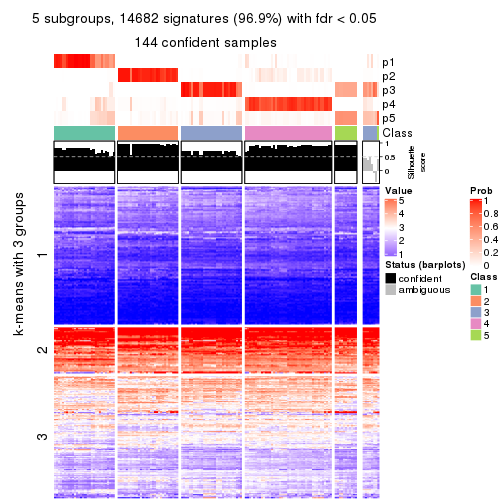 5 subgroups, 14682 signatures (96.9%) with fdr < 0.05
144 confident samples
p1
p2
p3
p4
p5
Class
1
0.5
0
Silhouette
score
k-means with 3 groups
1
2
3
Value
5
4
3
2
1
Status (barplots)
confident
ambiguous
Prob
1
0.8
0.6
0.4
0.2
0
Class
1
2
3
4
5